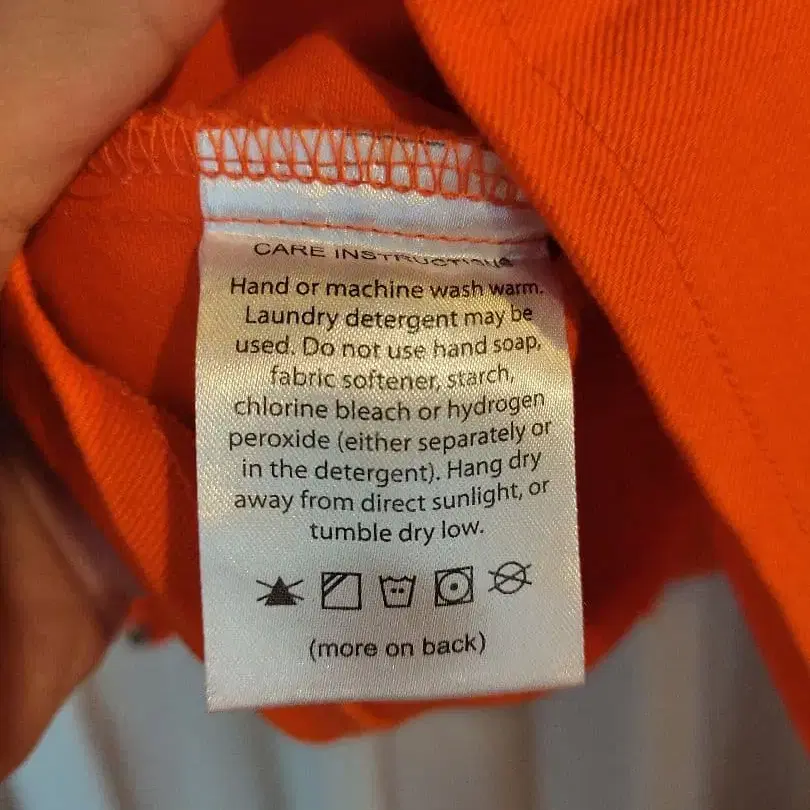 CARE INSTRUCTIONS
Hand or machine wash warm.
Laundry detergent may be
used. Do not use hand soap,
fabric softener, starch,
chlorine bleach or hydrogen
peroxide (either separately or
in the detergent). Hang dry
away from direct sunlight, or
tumble dry low.
(more on back)